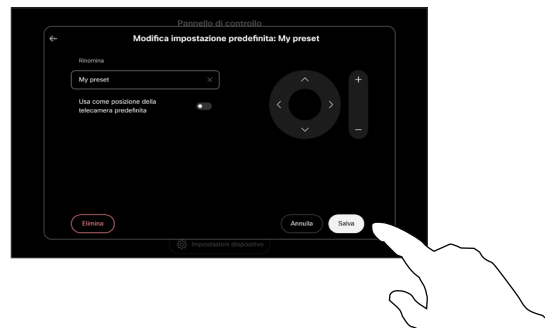 Pannello di controllo
Modifica impostazione predefinita: My preset
Rinomina
My preset
Usa come posizione della
telecamera predefinita
Elimina
Annulla
Salva
Impostazioni dispositivo